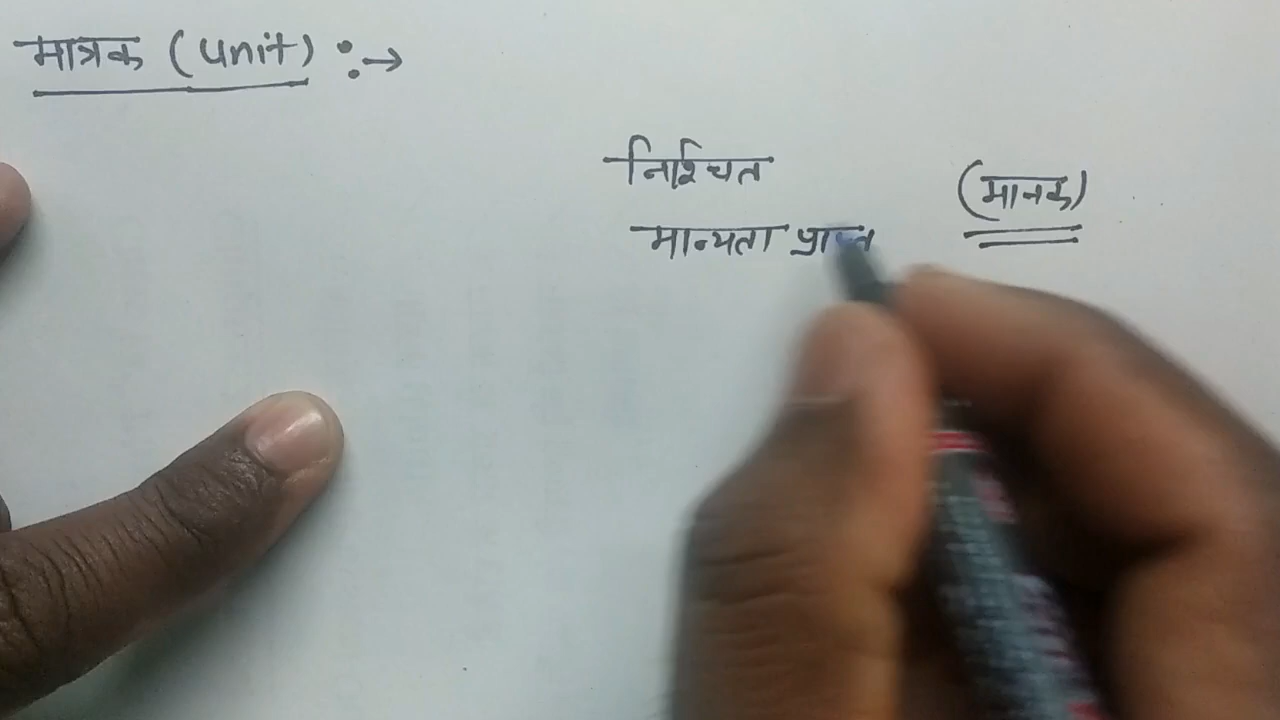 मात्रक (Unit) :→
निश्चित
(मानक)
मान्यता प्राप्त